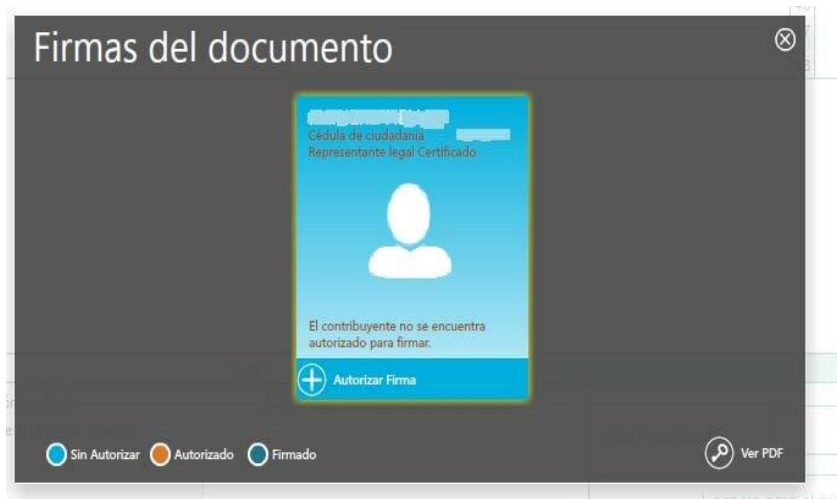 Firmas del documento
Cédula de ciudadania
Representante legal Certificado
El contribuyente no se encuentra
autorizado para firmar.
Autorizar Firma
Sin Autorizar Autorizado Firmado Ver PDF